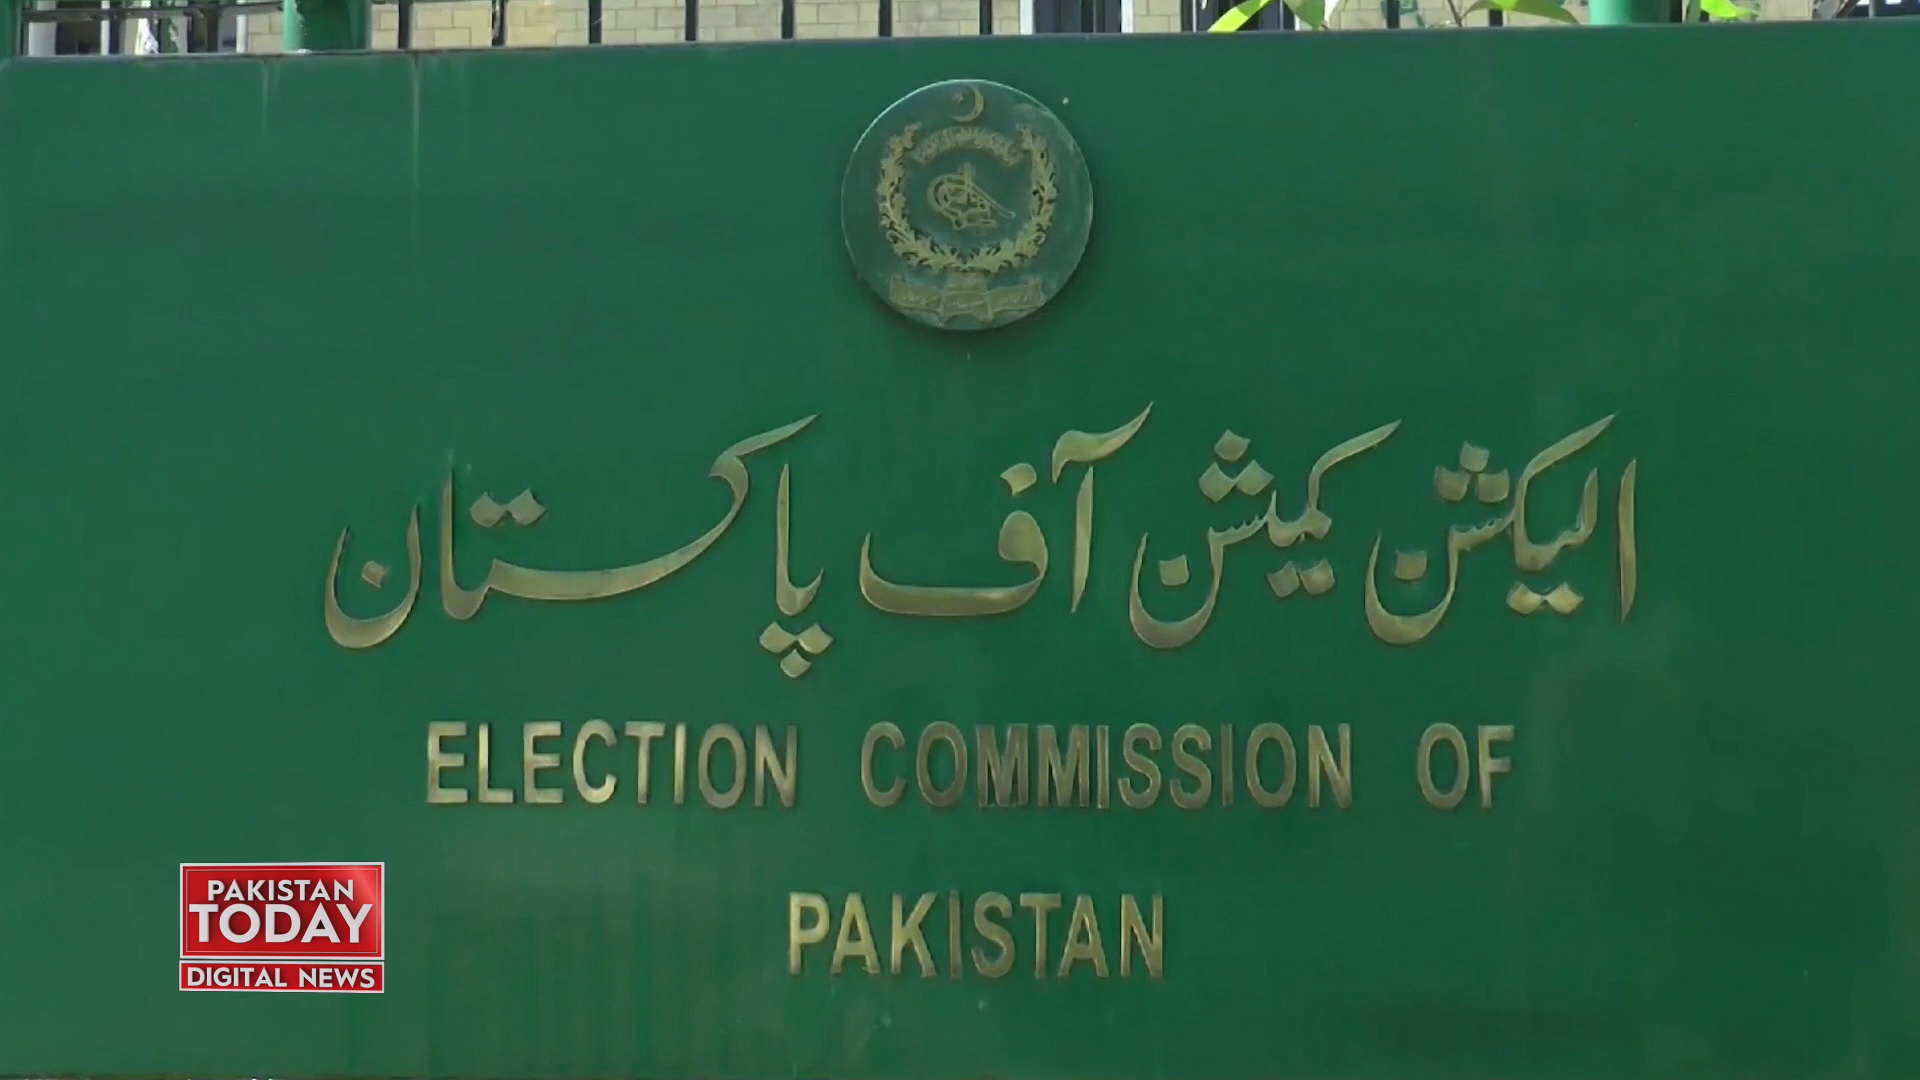 الیکشن کمیشن آف پاکستان
ELECTION COMMISSION OF
PAKISTAN
PAKISTAN
TODAY
DIGITAL NEWS